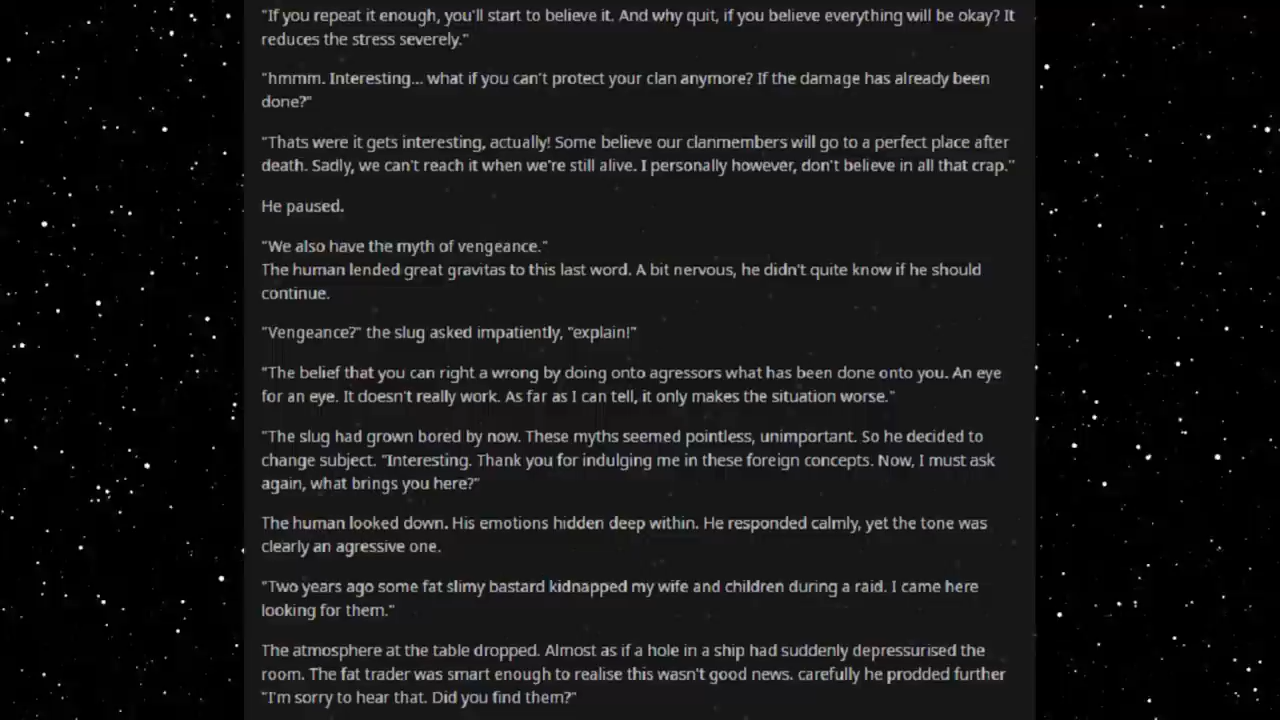 "If you repeat it enough, you'll start to believe it. And why quit, if you believe everything will be okay? It
reduces the stress severely."
"hmmm. Interesting... what if you can't protect your clan anymore? If the damage has already been
done?"
"Thats were it gets interesting, actually! Some believe our clanmembers will go to a perfect place after
death. Sadly, we can't reach it when we're still alive. I personally however, don't believe in all that crap."
He paused.
"We also have the myth of vengeance."
The human lended great gravitas to this last word. A bit nervous, he didn't quite know if he should
continue.
"Vengeance?" the slug asked impatiently, "explain!"
"The belief that you can right a wrong by doing onto agressors what has been done onto you. An eye
for an eye. It doesn't really work. As far as I can tell, it only makes the situation worse."
"The slug had grown bored by now. These myths seemed pointless, unimportant. So he decided to
change subject. "Interesting. Thank you for indulging me in these foreign concepts. Now, I must ask
again, what brings you here?"
The human looked down. His emotions hidden deep within. He responded calmly, yet the tone was
clearly an agressive one.
"Two years ago some fat slimy bastard kidnapped my wife and children during a raid. I came here
looking for them."
The atmosphere at the table dropped. Almost as if a hole in a ship had suddenly depressurised the
room. The fat trader was smart enough to realise this wasn't good news. carefully he prodded further
"I'm sorry to hear that. Did you find them?"